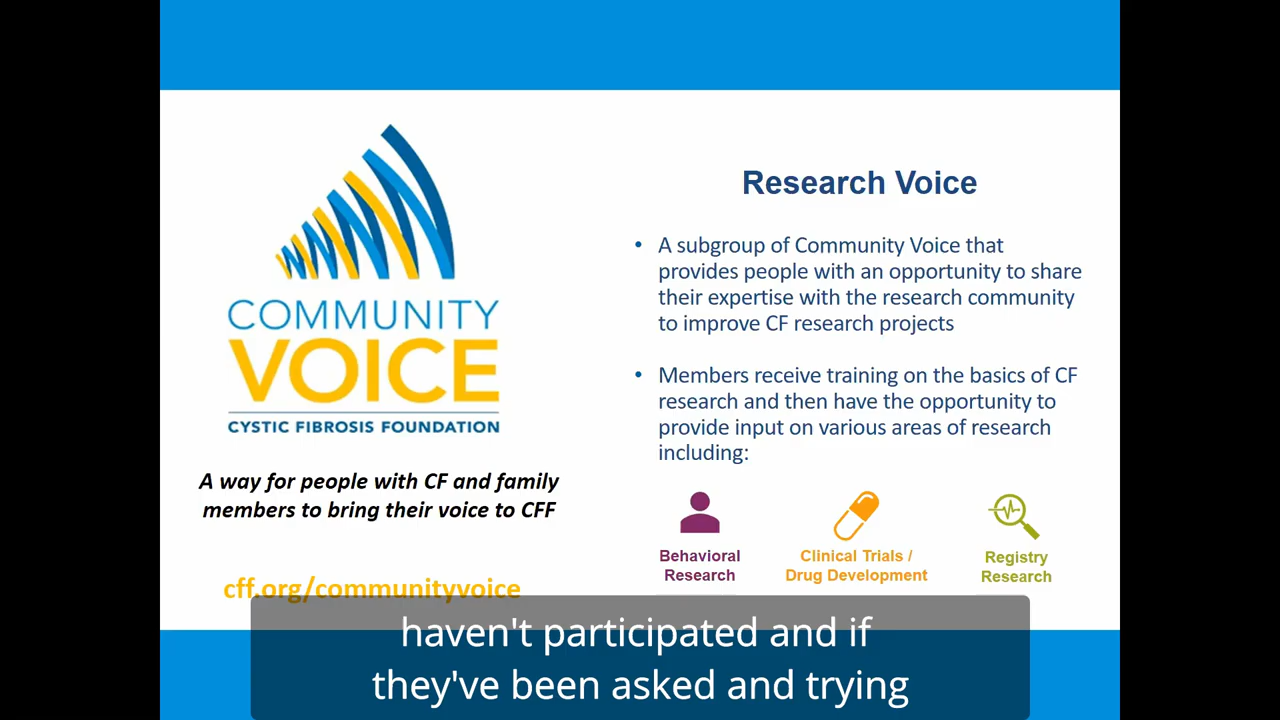 COMMUNITY
VOICE
CYSTIC FIBROSIS FOUNDATION
A way for people with CF and family
members to bring their voice to CFF
cff.org/communityvoice
Research Voice
• A subgroup of Community Voice that
provides people with an opportunity to share
their expertise with the research community
to improve CF research projects
• Members receive training on the basics of CF
research and then have the opportunity to
provide input on various areas of research
including:
Behavioral
Research
Clinical Trials /
Drug Development
Registry
Research
haven't participated and if
they've been asked and trying